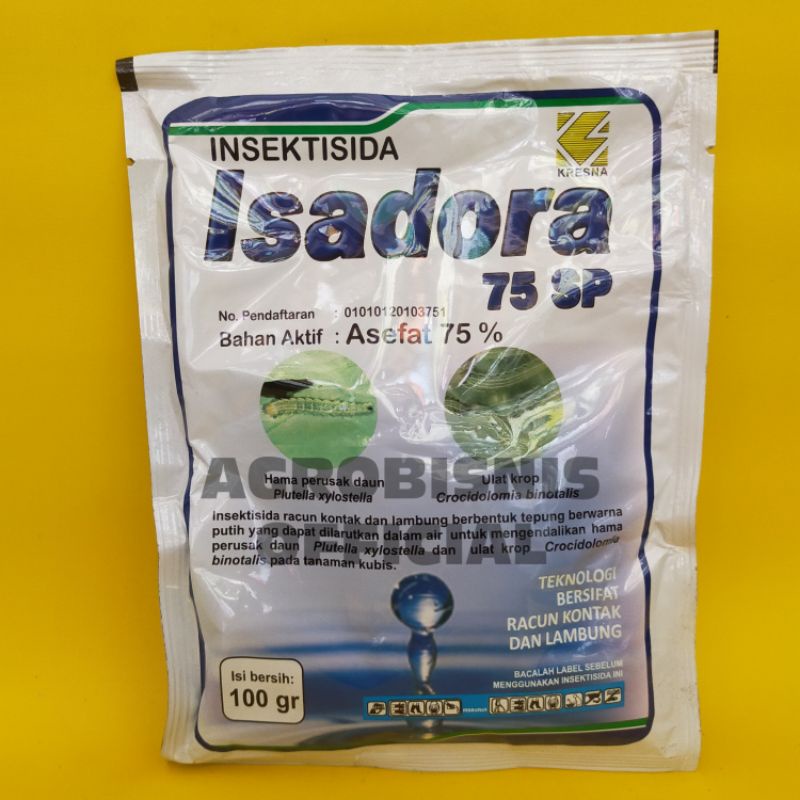 INSEKTISIDA
KRESNA
Isadora
75 SP
No. Pendaftaran : 01010120103751
Bahan Aktif : Asefat 75 %
Hama perusak daun
Plutella xylostella
Ulat krop
Crocidolomia binotalis
AGROBISNIS
OFFICIAL
insektisida racun kontak dan lambung berbentuk tepung berwarna
putih yang dapat dilarutkan dalam air untuk mengendalikan hama
perusak daun Plutella xylostella dan ulat krop Crocidolomia
binotalis pada tanaman kubis.
TEKNOLOGI
BERSIFAT
RACUN KONTAK
DAN LAMBUNG
BACALAH LABEL SEBELUM
MENGGUNAKAN INSEKTISIDA INI
Isi bersih:
100 gr